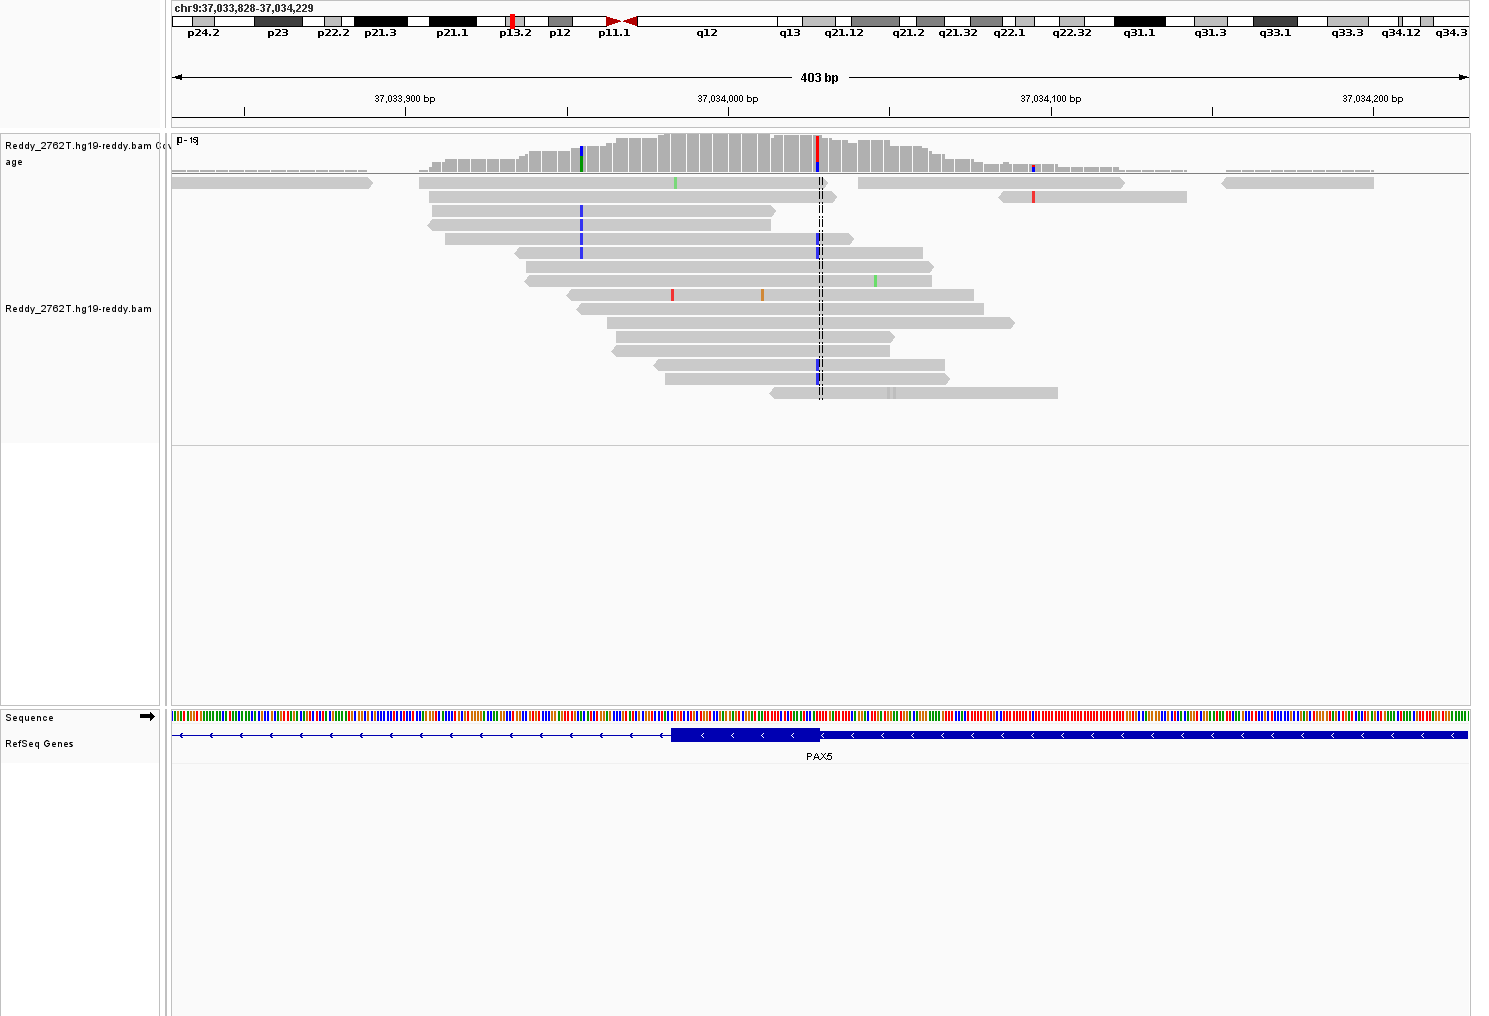 chr9:37,033,828-37,034,229
p24.2 p23 p22.2 p21.3 p21.1 p13.2 p12 p11.1 q12 q13 q21.12 q21.2 q21.32 q22.1 q22.32 q31.1 q31.3 q33.1 q33.3 q34.12 q34.3
403 bp
37,033,900 bp 37,034,000 bp 37,034,100 bp 37,034,200 bp
Reddy_2762T.hg19-reddy.bam Cov
age
[0 - 19]
Reddy_2762T.hg19-reddy.bam
Sequence
RefSeq Genes
PAX5